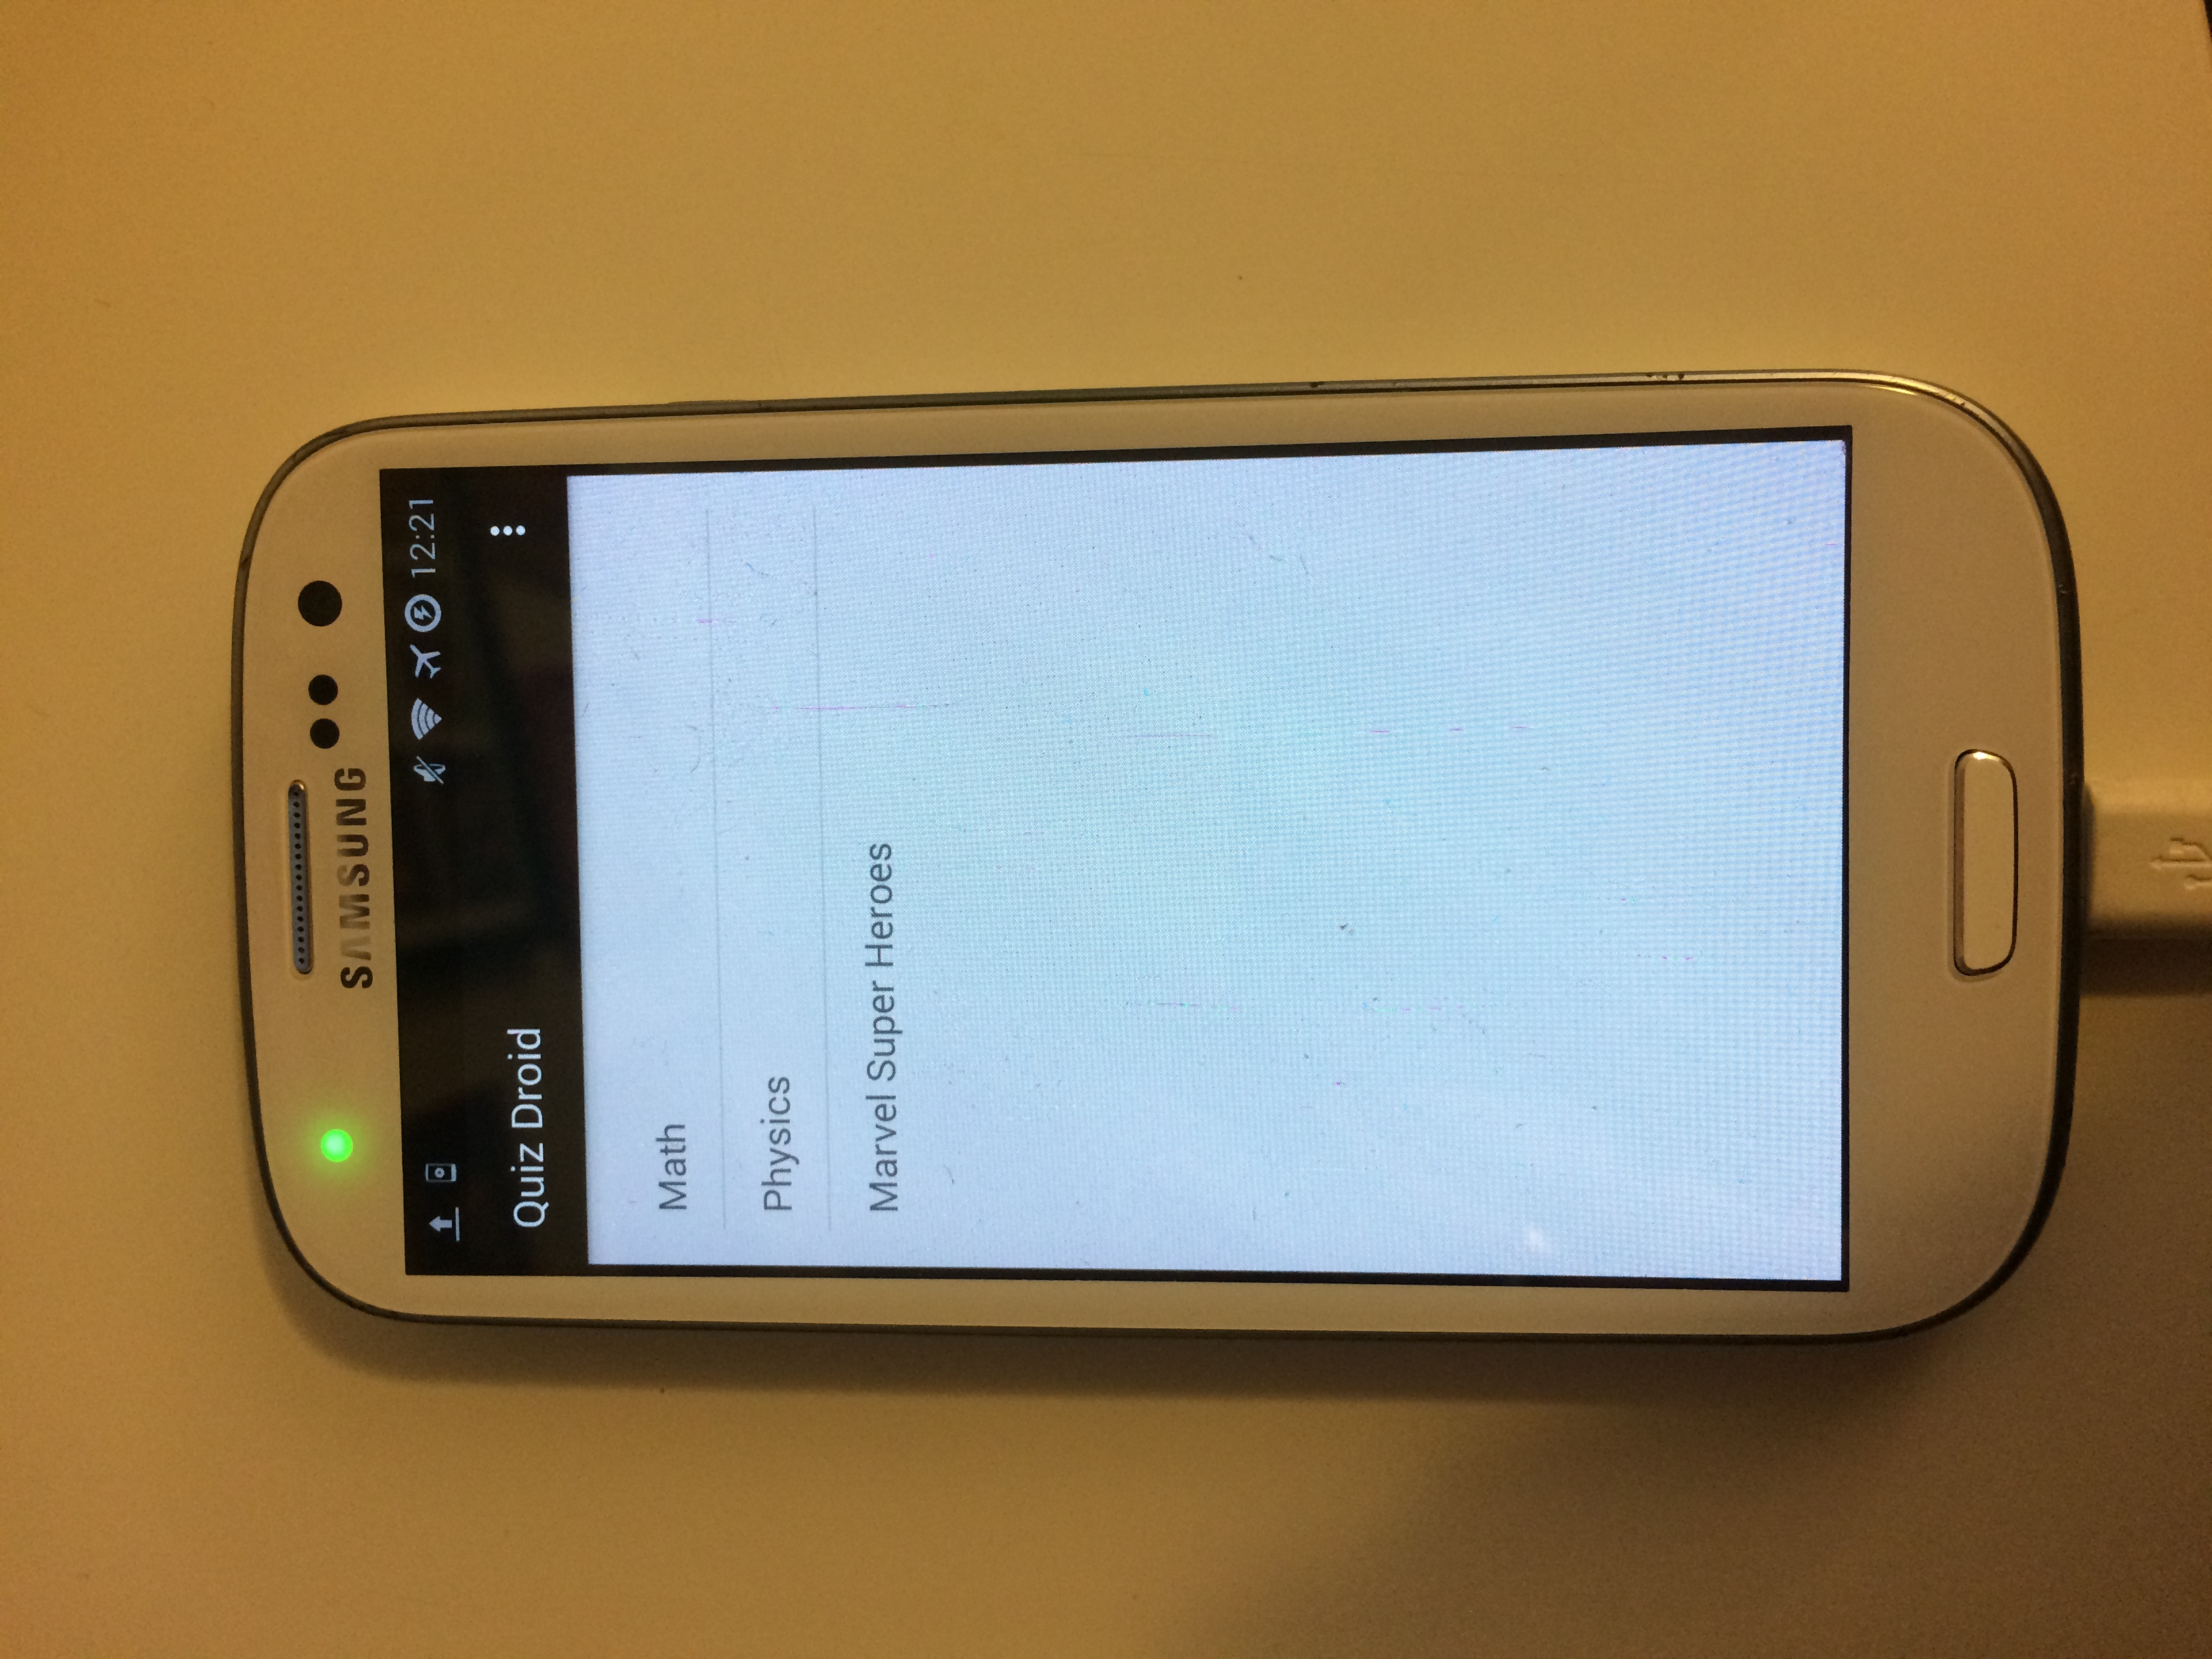 SAMSUNG
12:21
Quiz Droid
Math
Physics
Marvel Super Heroes